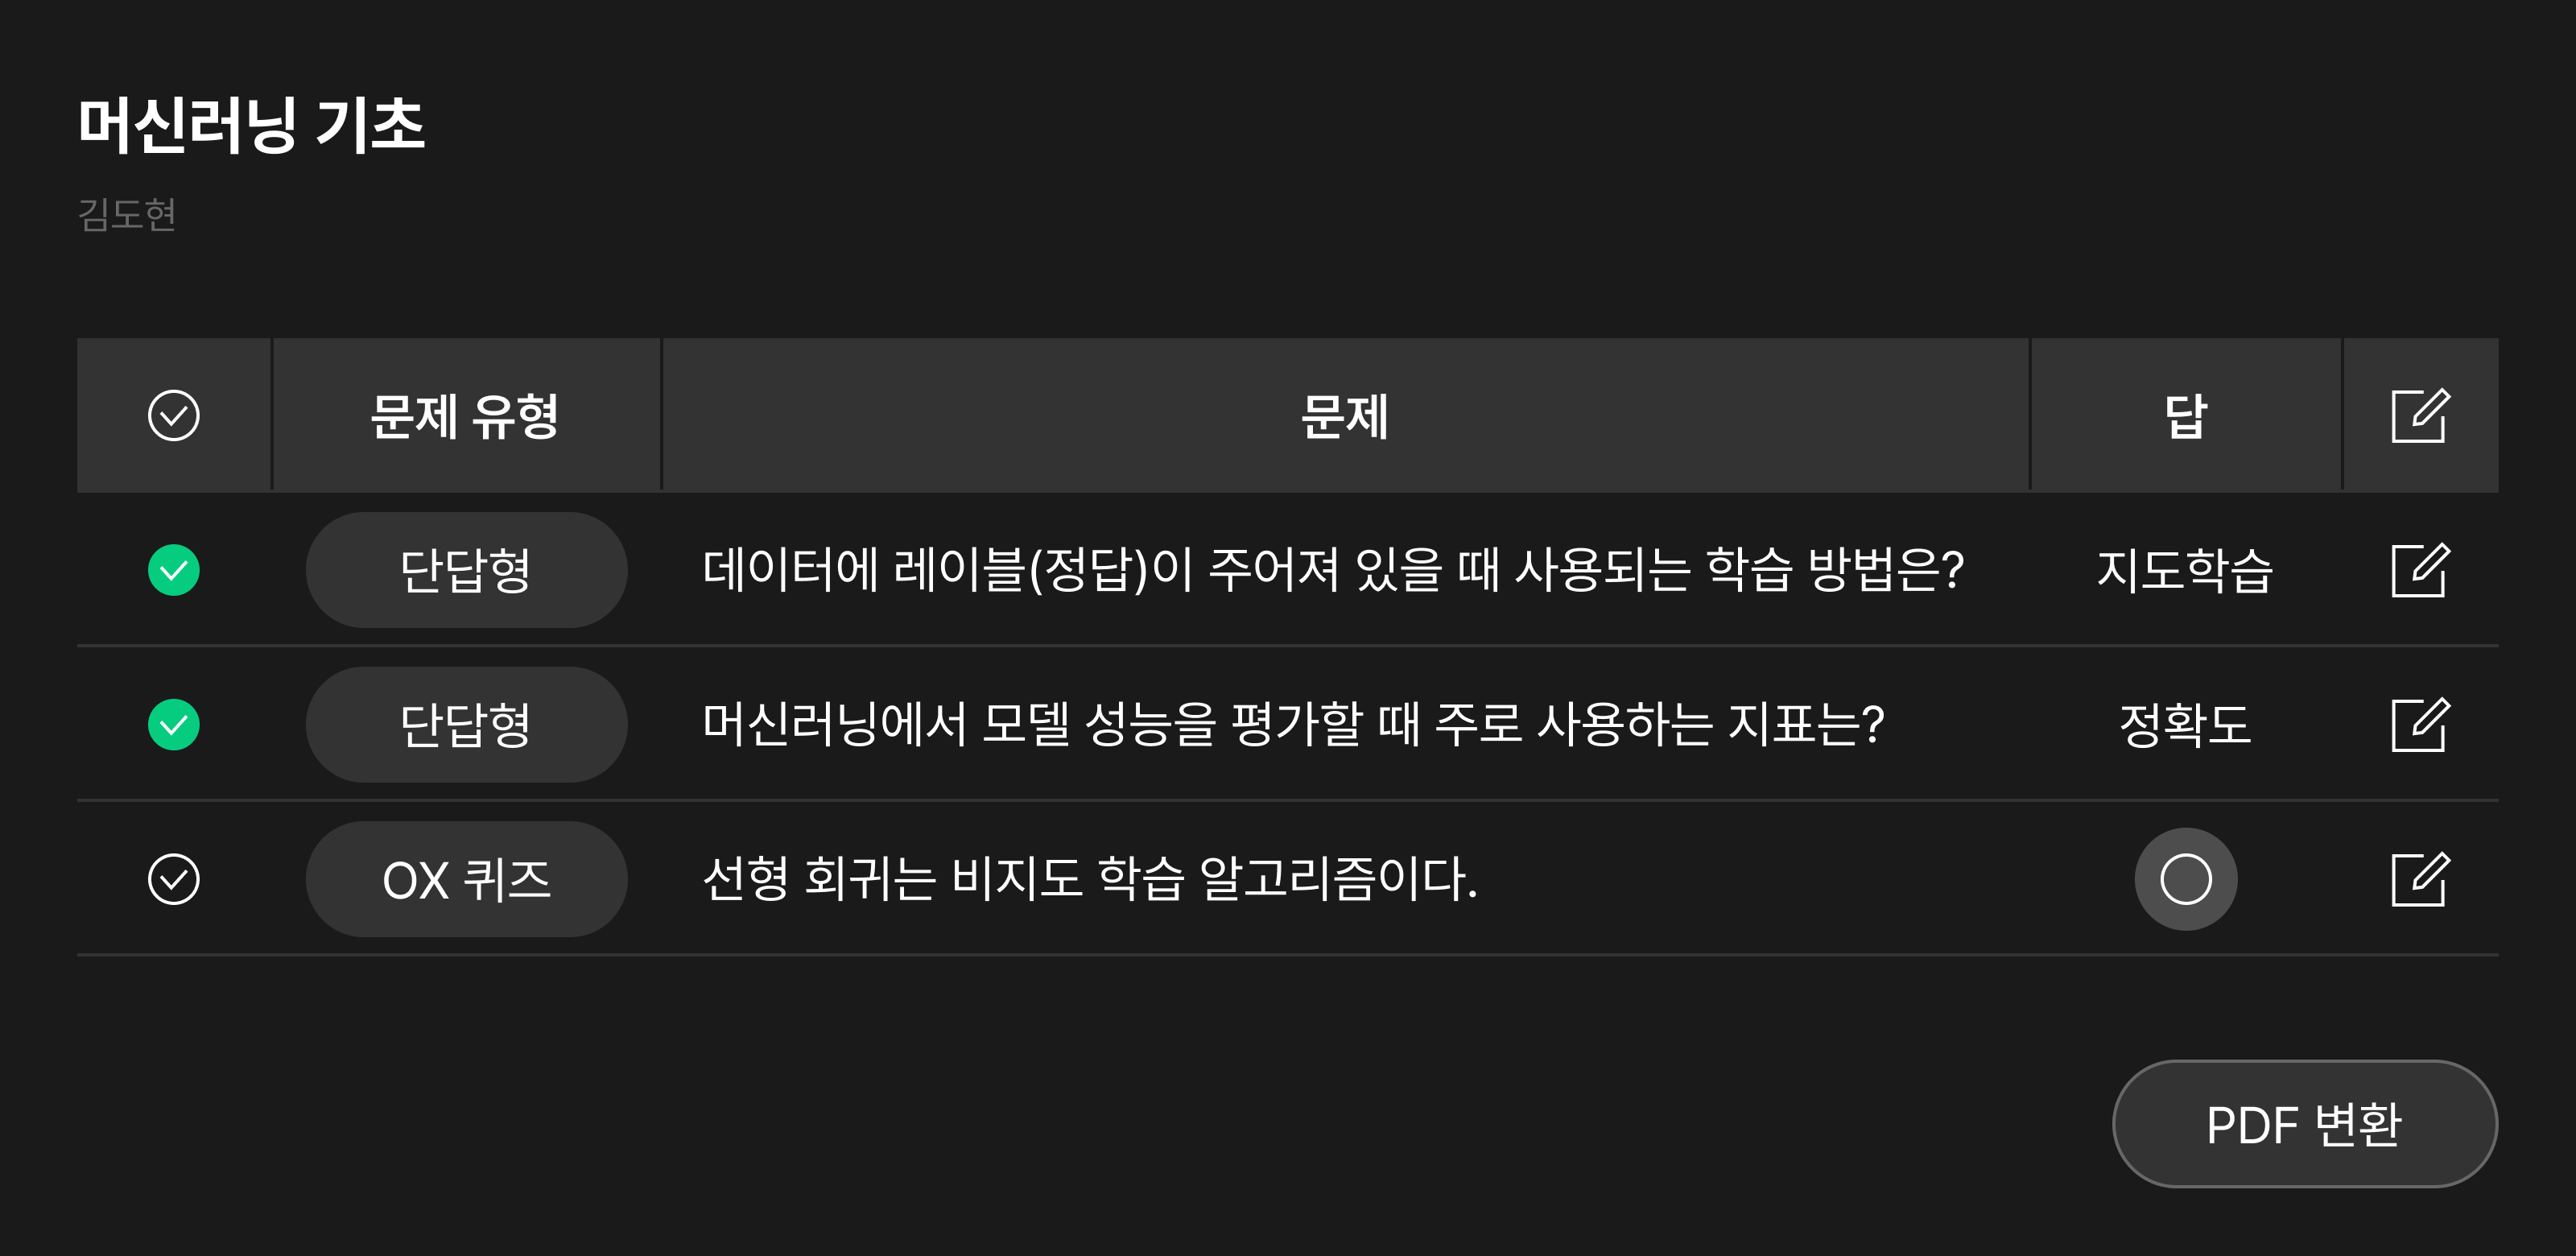 머신러닝 기초
김도현
문제 유형 문제 답
단답형 데이터에 레이블(정답)이 주어져 있을 때 사용되는 학습 방법은? 지도학습
단답형 머신러닝에서 모델 성능을 평가할 때 주로 사용하는 지표는? 정확도
OX 퀴즈 선형 회귀는 비지도 학습 알고리즘이다.
PDF 변환